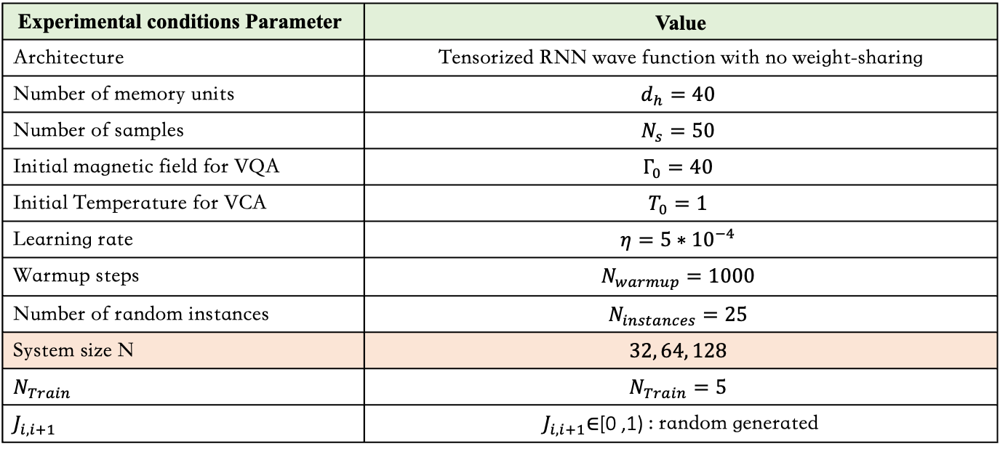 Experimental conditions Parameter Value
Architecture Tensorized RNN wave function with no weight-sharing
Number of memory units d_h = 40
Number of samples N_s = 50
Initial magnetic field for VQA Γ_0 = 40
Initial Temperature for VCA T_0 = 1
Learning rate η = 5 * 10^{-4}
Warmup steps N_{warmup} = 1000
Number of random instances N_{instances} = 25
System size N 32, 64, 128
N_{Train} N_{Train} = 5
J_{i,i+1} J_{i,i+1}∈[0 ,1) : random generated